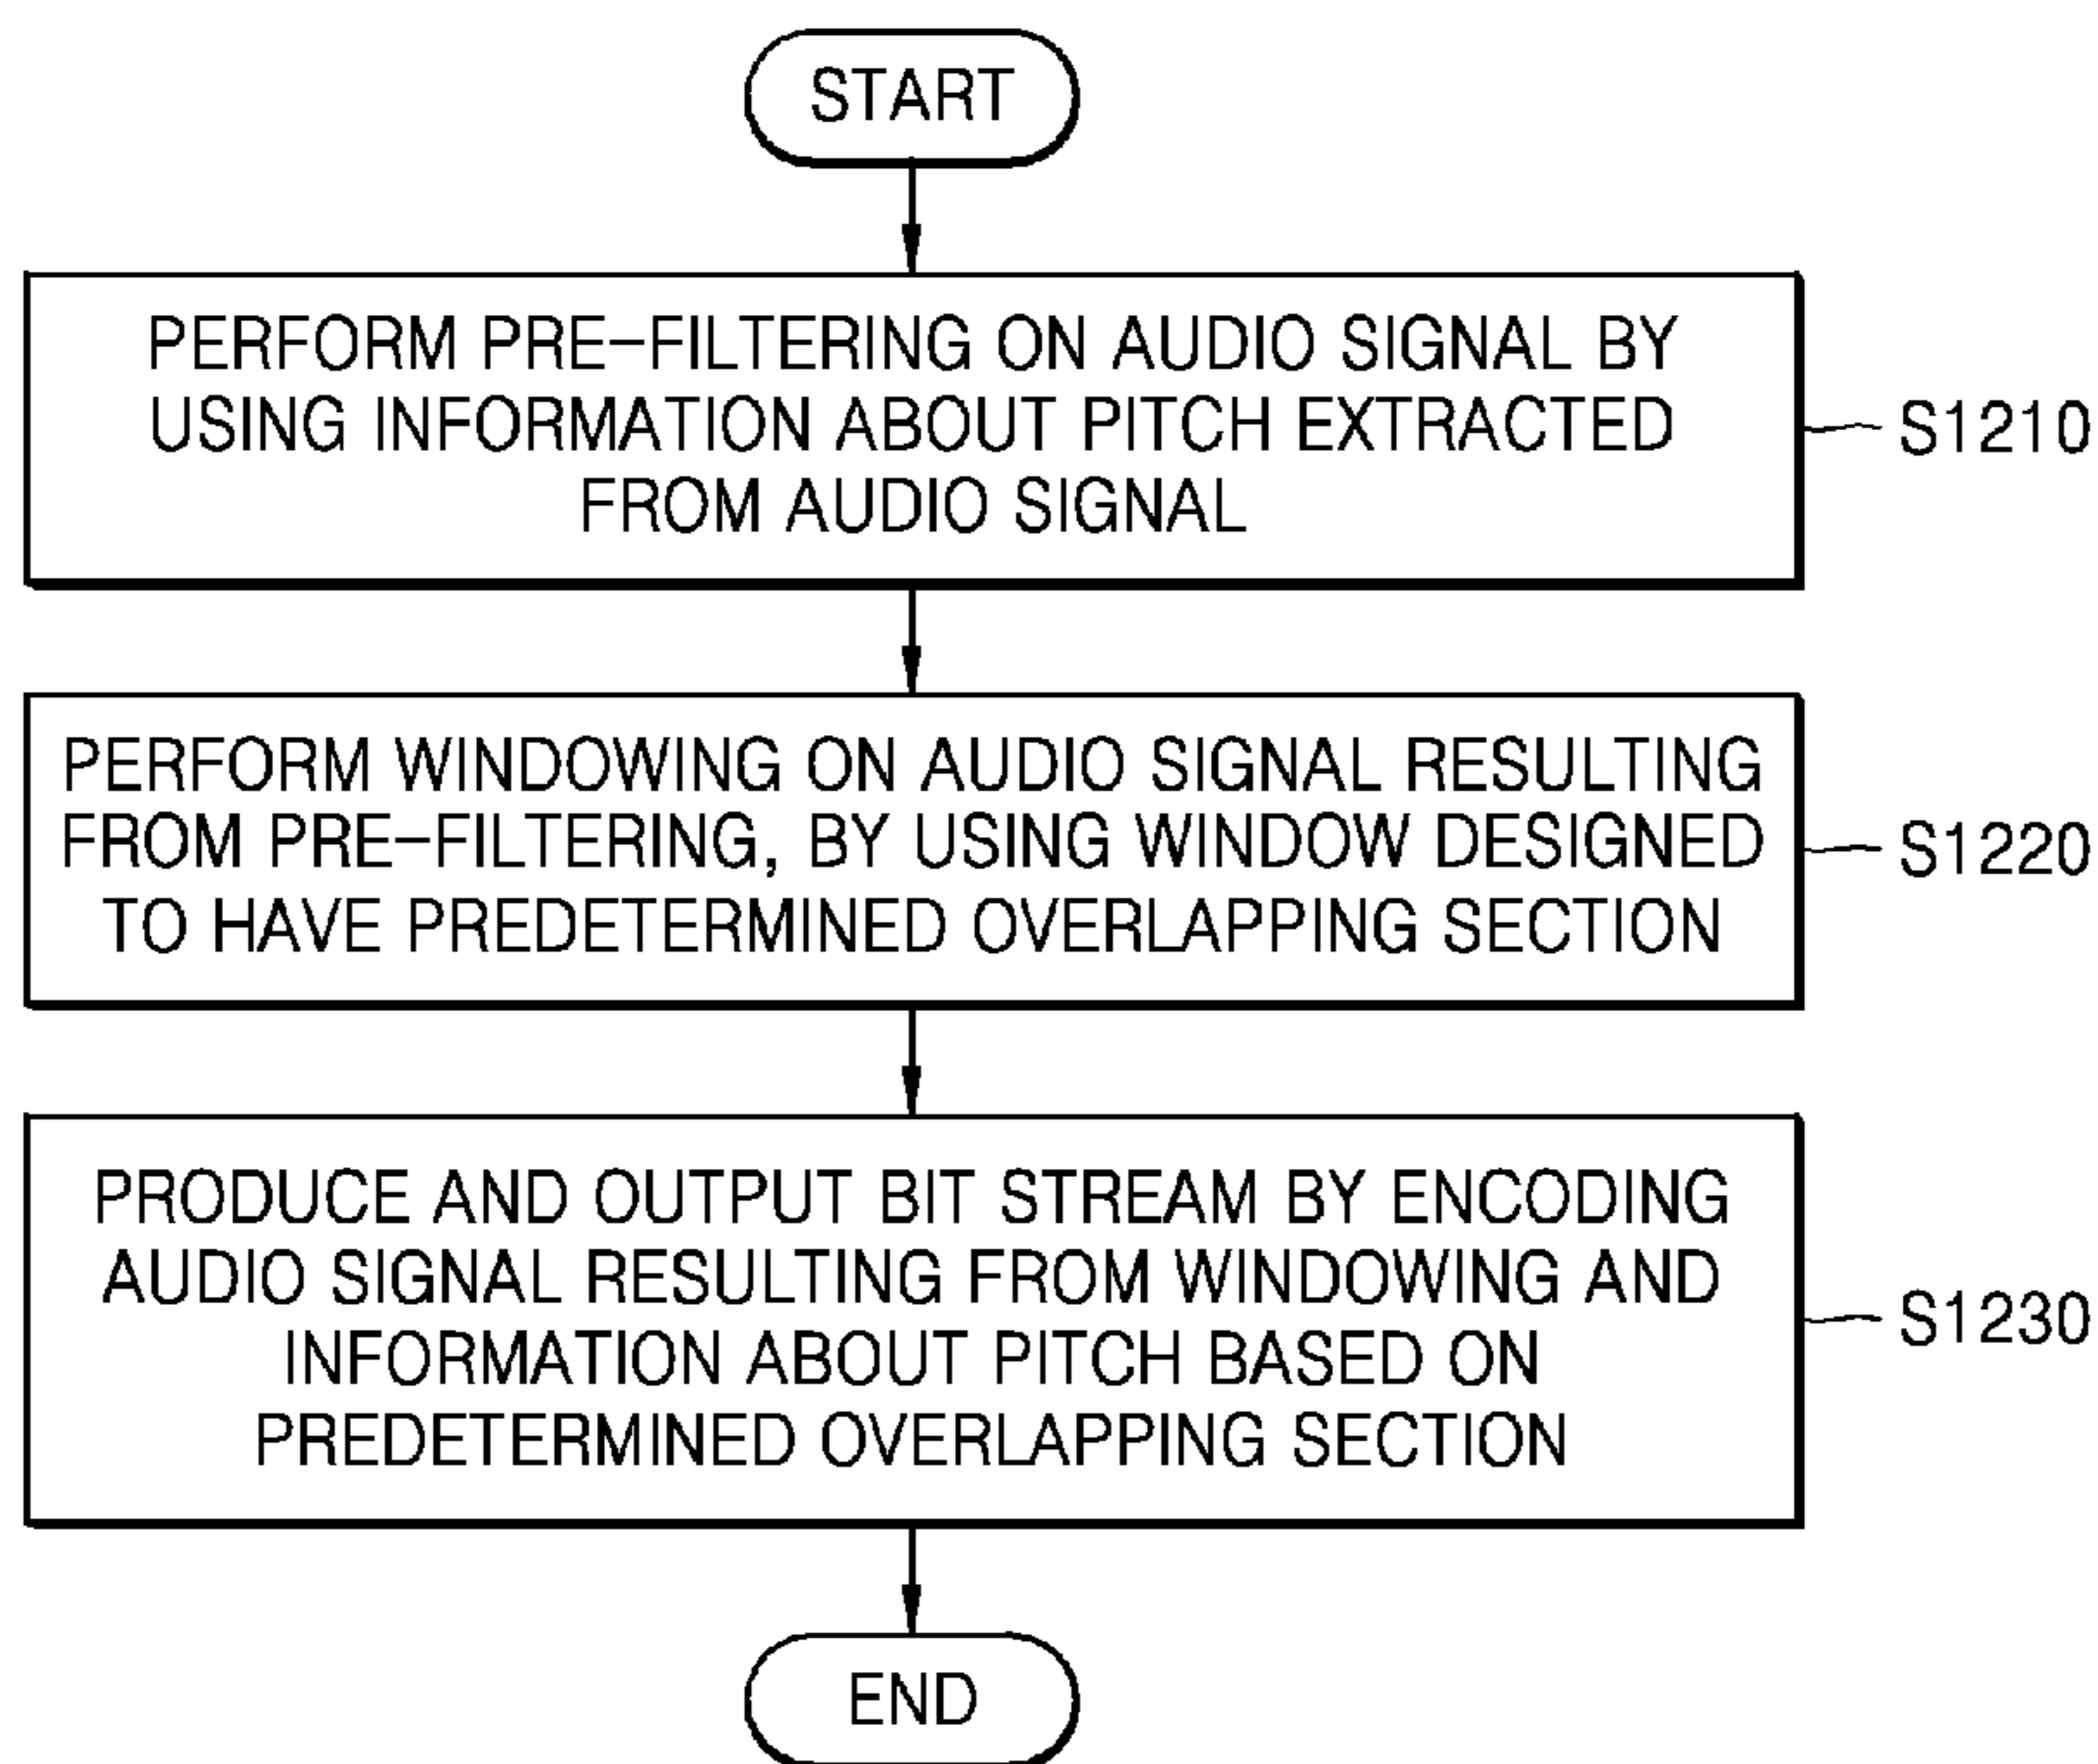 START
PERFORM PRE-FILTERING ON AUDIO SIGNAL BY
USING INFORMATION ABOUT PITCH EXTRACTED
FROM AUDIO SIGNAL
S1210
PERFORM WINDOWING ON AUDIO SIGNAL RESULTING
FROM PRE-FILTERING, BY USING WINDOW DESIGNED
TO HAVE PREDETERMINED OVERLAPPING SECTION
S1220
PRODUCE AND OUTPUT BIT STREAM BY ENCODING
AUDIO SIGNAL RESULTING FROM WINDOWING AND
INFORMATION ABOUT PITCH BASED ON
PREDETERMINED OVERLAPPING SECTION
S1230
END